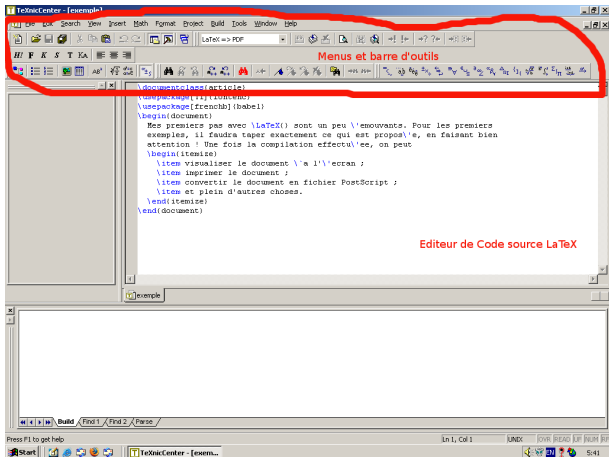 TeXnicCenter - [exemple]
File Edit Search View Insert Math Format Project Build Tools Window Help
LaTeX => PDF
H! F K S T KA
Menus et barre d'outils
\documentclass{article}
\usepackage[T1]{fontenc}
\usepackage[frenchb]{babel}
\begin{document}
Mes premiers pas avec \LaTeX{} sont un peu \'emouvants. Pour les premiers
exemples, il faudra taper exactement ce qui est propos\'e, en faisant bien
attention ! Une fois la compilation effectu\'ee, on peut
\begin{itemize}
\item visualiser le document \`a l'\'ecran ;
\item imprimer le document ;
\item convertir le document en fichier PostScript ;
\item et plein d'autres choses.
\end{itemize}
\end{document}
Editeur de Code source LaTeX
exemple
Build Find 1 Find 2 Parse
Press F1 to get help Ln 1, Col 1 UNIX OVR READ UF NUM RF
Start TeXnicCenter - [exem... EN 5:41